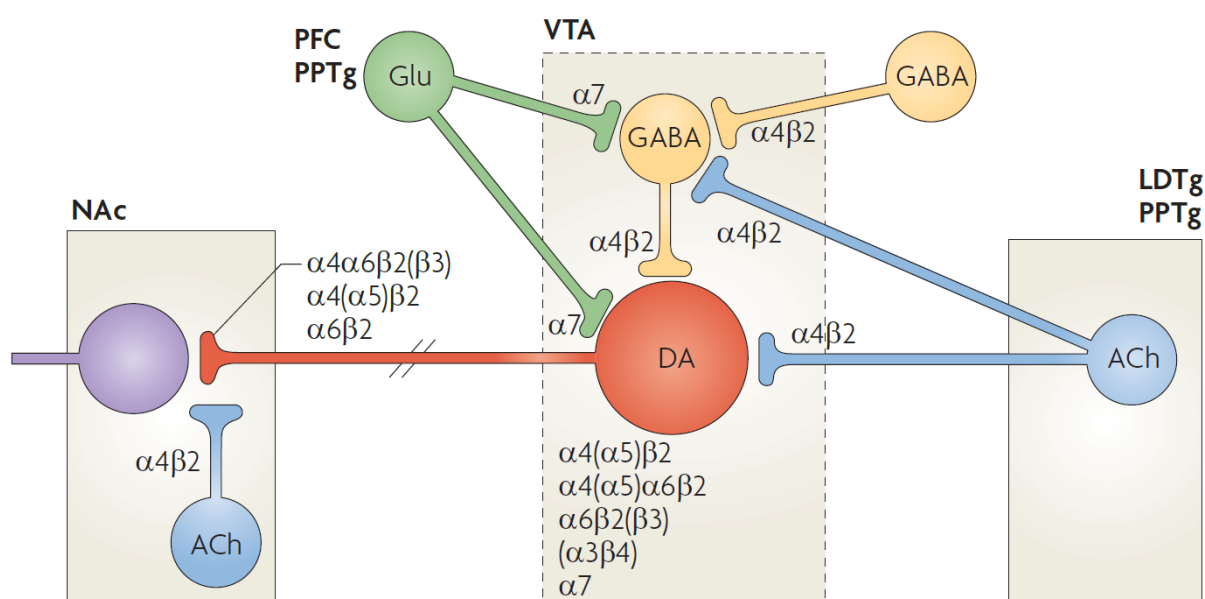 PFC
PPTg
Glu
VTA
GABA
GABA
α7
α4β2
LDTg
PPTg
NAc
α4β2
α4β2
α4α6β2(β3)
α4(α5)β2
α6β2
α7
α4β2
DA
ACh
α4β2
ACh
α4(α5)β2
α4(α5)α6β2
α6β2(β3)
(α3β4)
α7